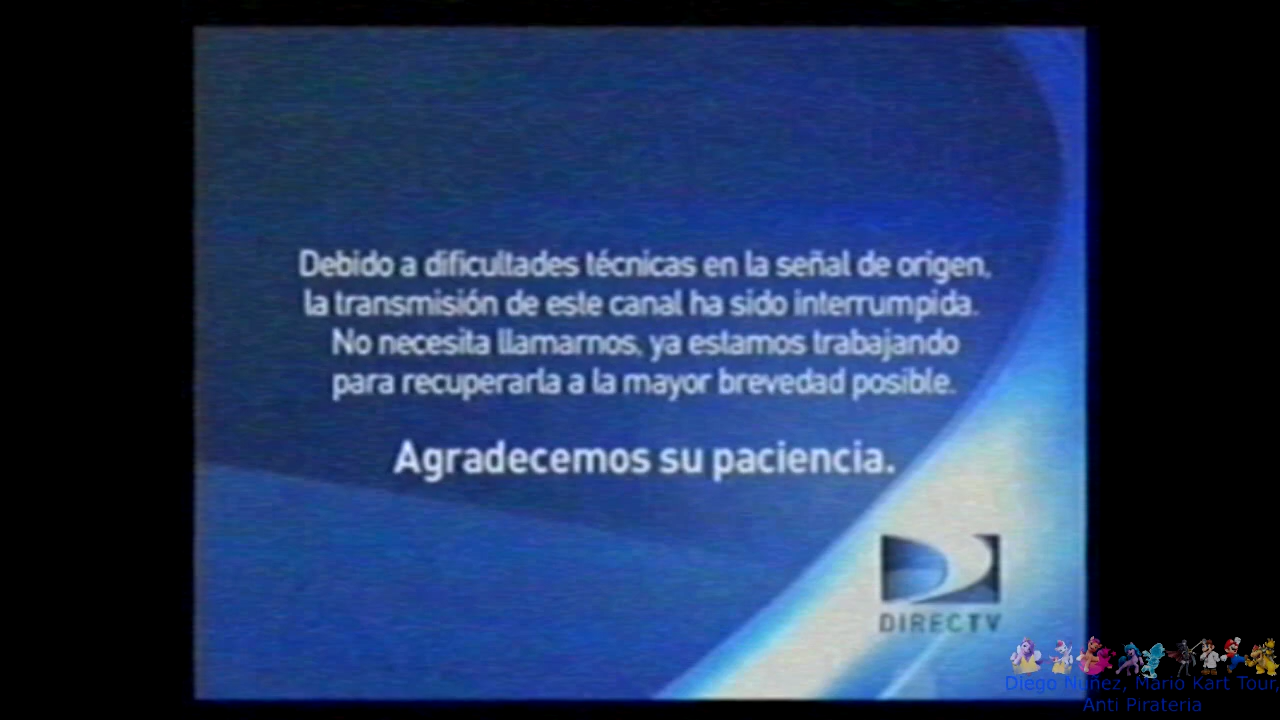 Debido a dificultades técnicas en la señal de origen,
la transmisión de este canal ha sido interrumpida.
No necesita llamarnos, ya estamos trabajando
para recuperarla a la mayor brevedad posible.
Agradecemos su paciencia.
DIRECTV
Diego Nuñez, Mario Kart Tour,
Anti Pirateria